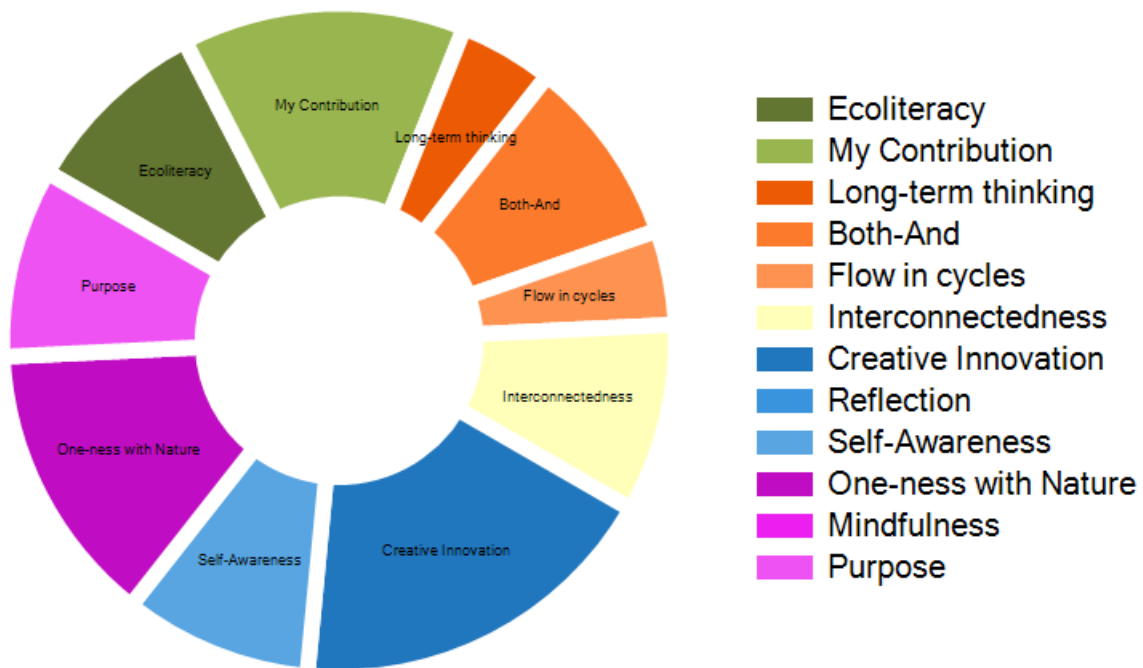 My Contribution
Long-term thinking
Ecoliteracy
Both-And
Purpose
Flow in cycles
Interconnectedness
One-ness with Nature
Creative Innovation
Self-Awareness
Ecoliteracy
My Contribution
Long-term thinking
Both-And
Flow in cycles
Interconnectedness
Creative Innovation
Reflection
Self-Awareness
One-ness with Nature
Mindfulness
Purpose